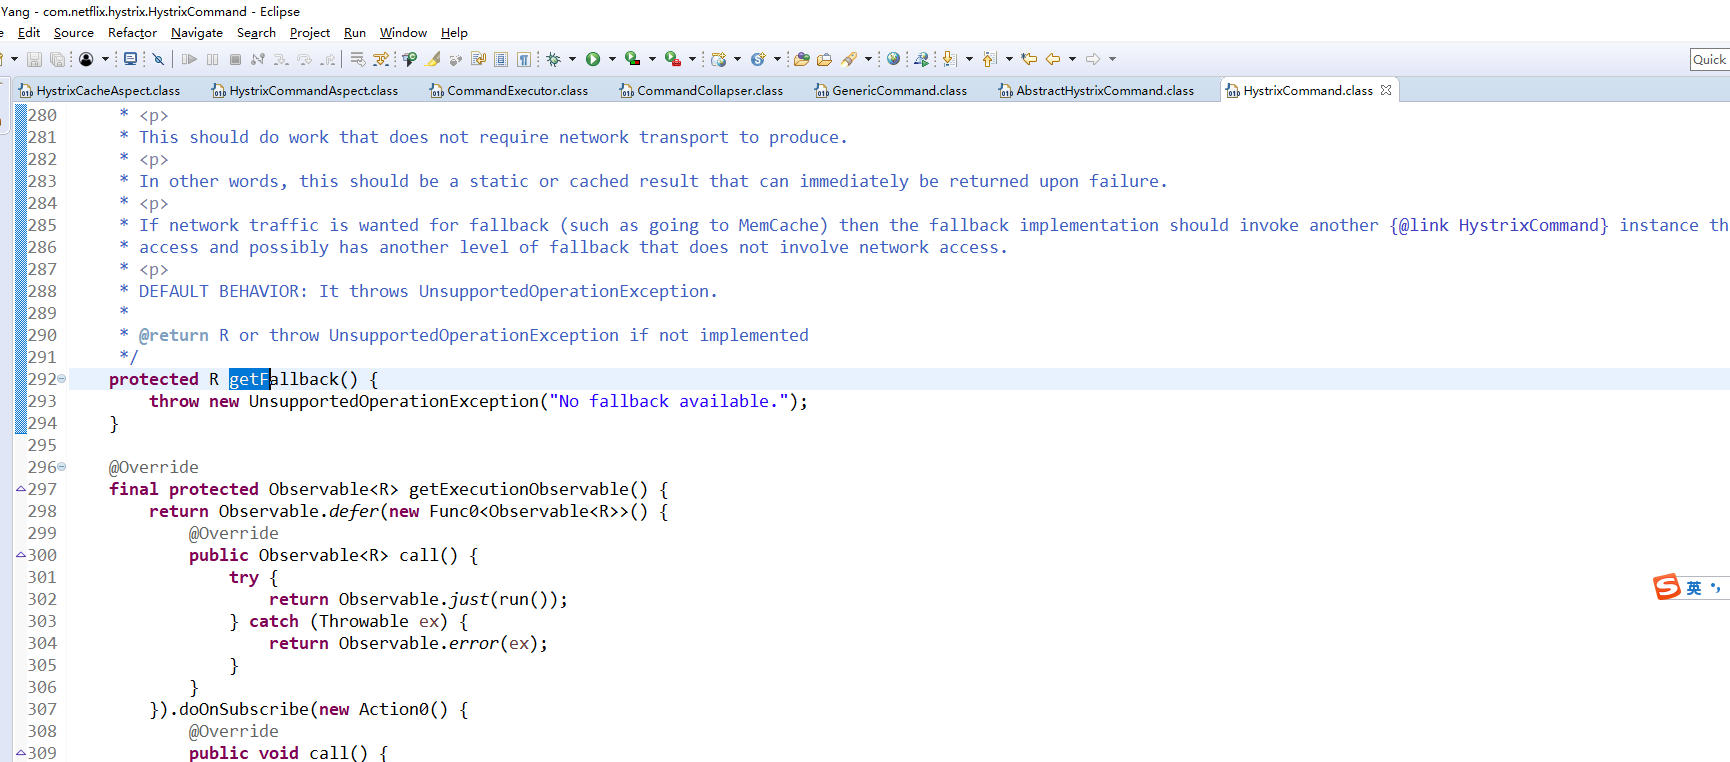 Yang - com.netflix.hystrix.HystrixCommand - Eclipse
e Edit Source Refactor Navigate Search Project Run Window Help
Quick
HystrixCacheAspect.class HystrixCommandAspect.class CommandExecutor.class CommandCollapser.class GenericCommand.class AbstractHystrixCommand.class HystrixCommand.class
280 * <p>
281 * This should do work that does not require network transport to produce.
282 * <p>
283 * In other words, this should be a static or cached result that can immediately be returned upon failure.
284 * <p>
285 * If network traffic is wanted for fallback (such as going to MemCache) then the fallback implementation should invoke another {@link HystrixCommand} instance th
286 * access and possibly has another level of fallback that does not involve network access.
287 * <p>
288 * DEFAULT BEHAVIOR: It throws UnsupportedOperationException.
289 *
290 * @return R or throw UnsupportedOperationException if not implemented
291 */
292 protected R getFallback() {
293 throw new UnsupportedOperationException("No fallback available.");
294 }
295
296 @Override
297 final protected Observable<R> getExecutionObservable() {
298 return Observable.defer(new Func0<Observable<R>>() {
299 @Override
300 public Observable<R> call() {
301 try {
302 return Observable.just(run());
303 } catch (Throwable ex) {
304 return Observable.error(ex);
305 }
306 }
307 }).doOnSubscribe(new Action0() {
308 @Override
309 public void call() {
S 英